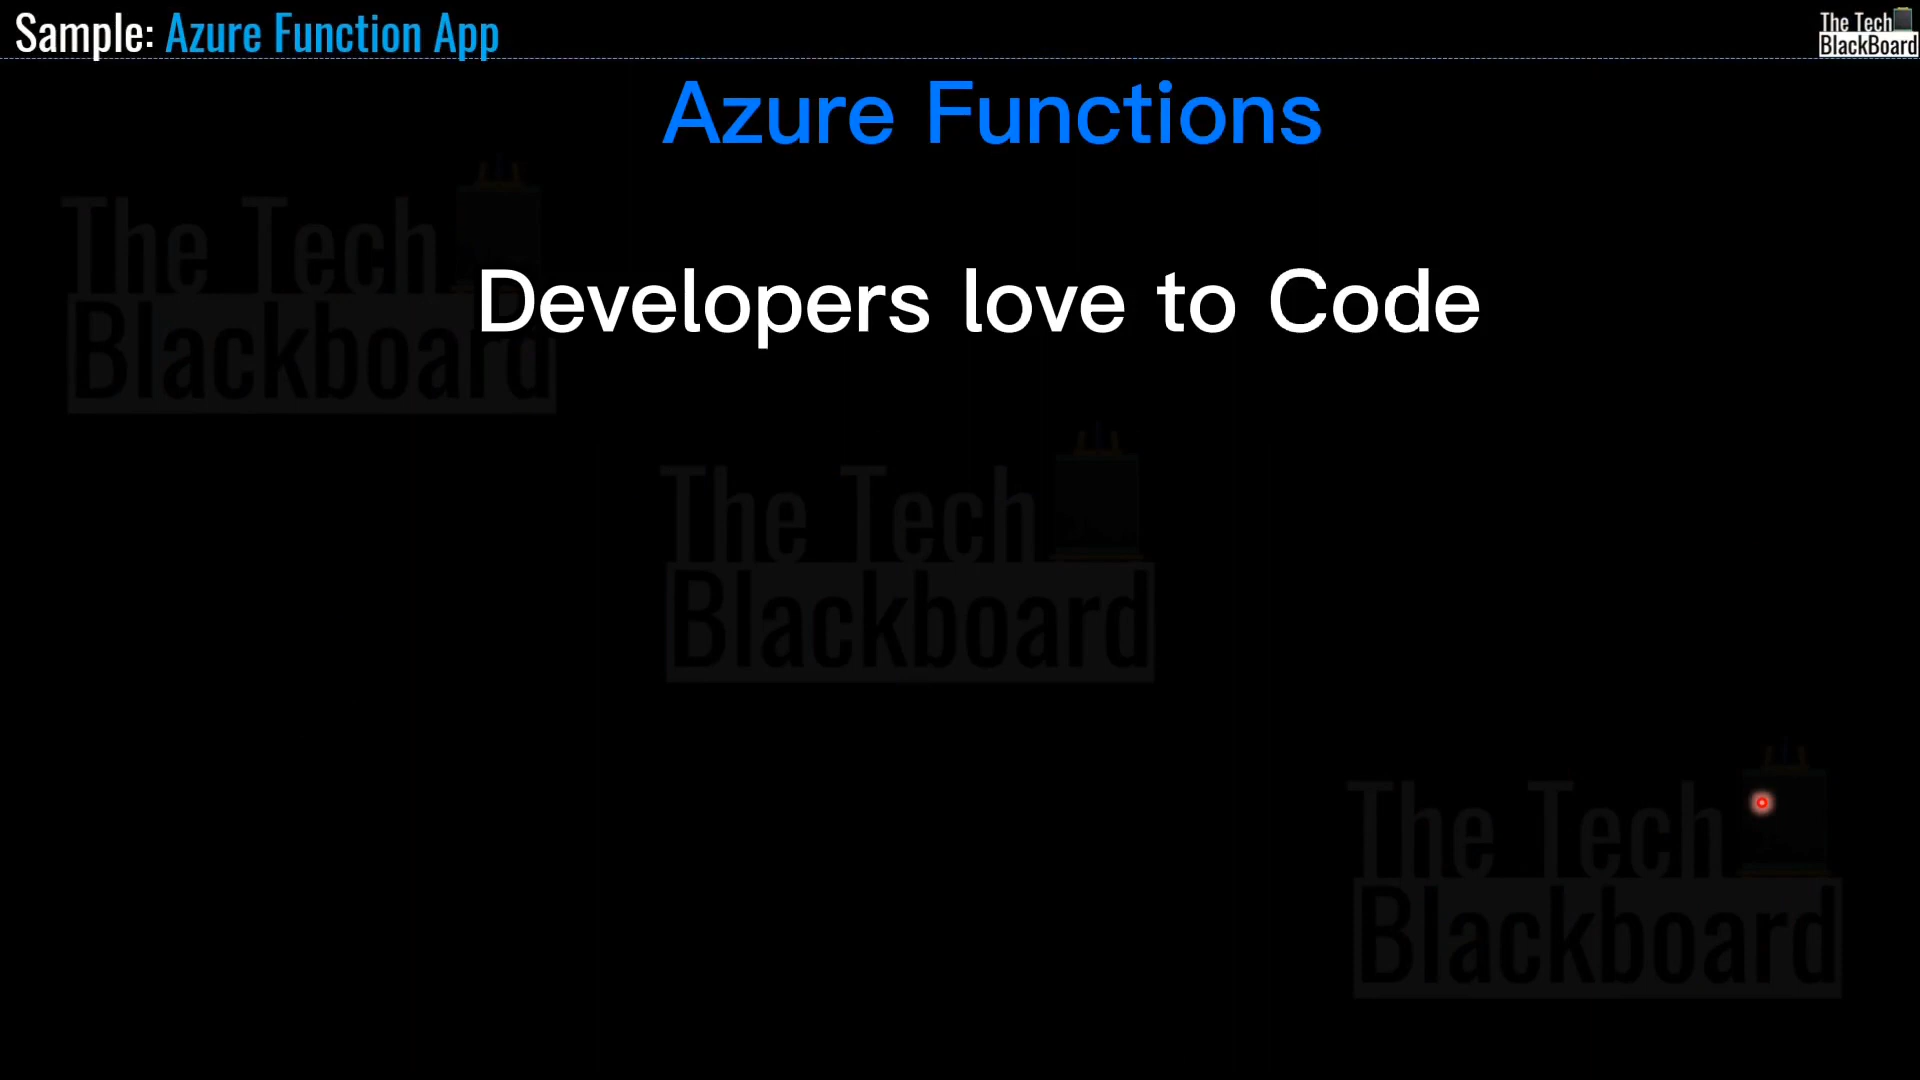 Sample: Azure Function App
The Tech
BlackBoard
Azure Functions
The Tech
Blackboard
Developers love to Code
The Tech
Blackboard
The Tech
Blackboard